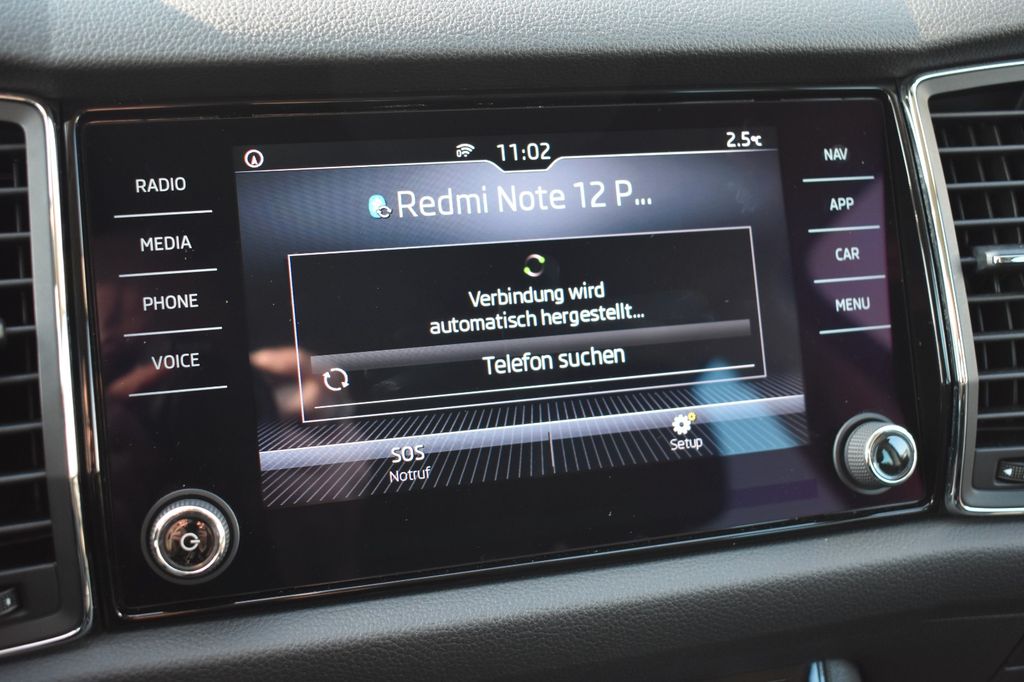 11:02
2.5°C
Redmi Note 12 P...
Verbindung wird
automatisch hergestellt...
Telefon suchen
SOS
Notruf
Setup
RADIO
MEDIA
PHONE
VOICE
NAV
APP
CAR
MENU